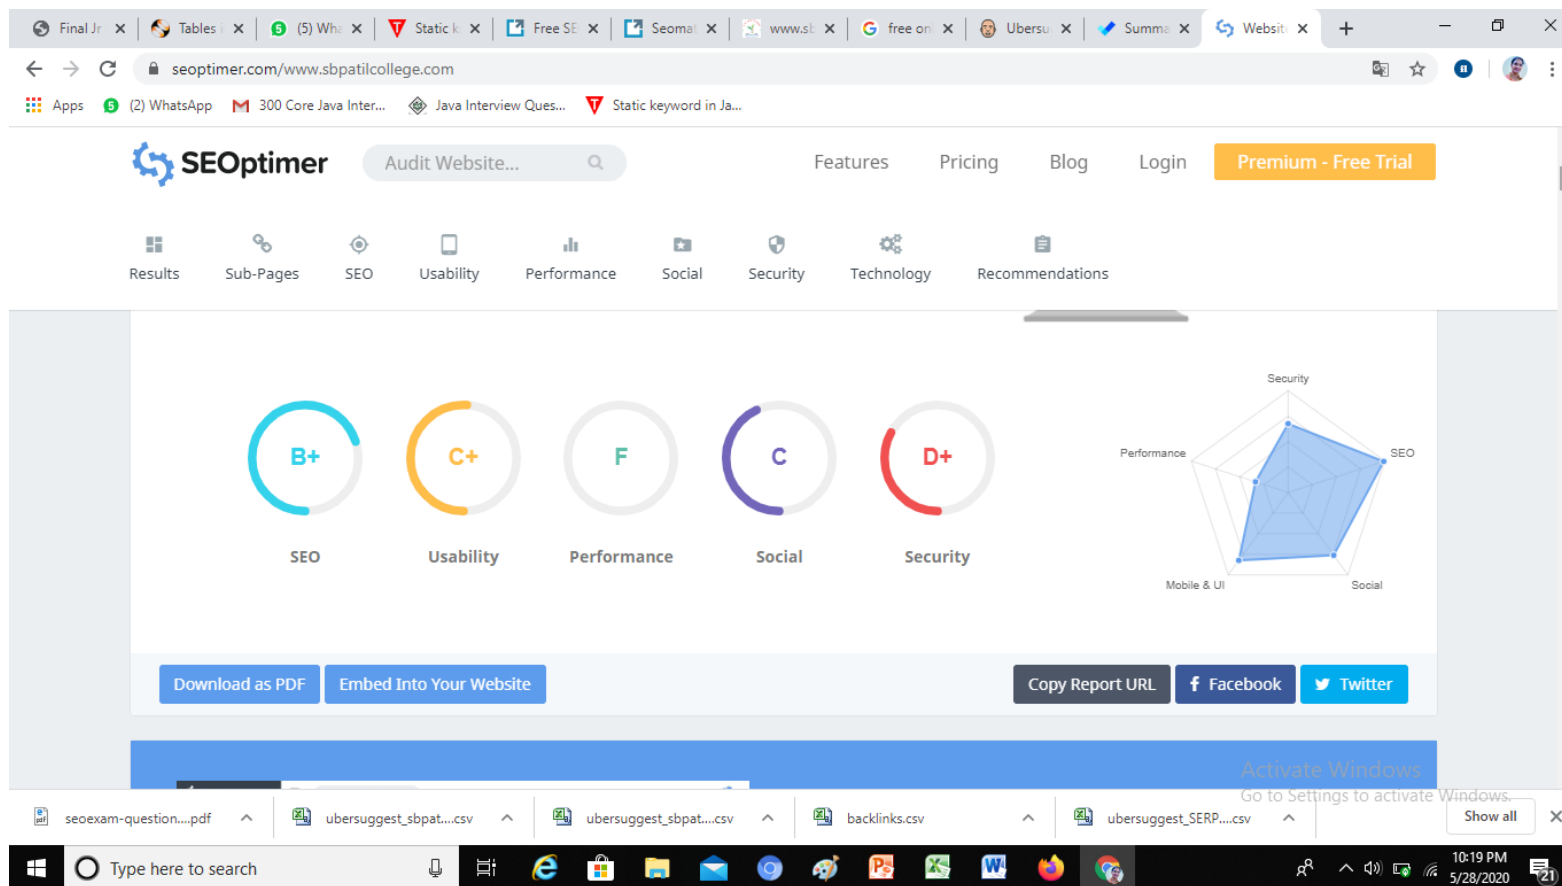 Final Jr
Tables i
(5) Wha
Static k
Free SE
Seomat
www.sb
free onl
Ubersu
Summa
Websit
seoptimer.com/www.sbpatilcollege.com
Apps
(2) WhatsApp
300 Core Java Inter...
Java Interview Ques...
Static keyword in Ja...
SEOptimer
Audit Website...
Features
Pricing
Blog
Login
Premium - Free Trial
Results
Sub-Pages
SEO
Usability
Performance
Social
Security
Technology
Recommendations
B+
C+
F
C
D+
SEO
Usability
Performance
Social
Security
Security
Performance
SEO
Mobile & UI
Social
Download as PDF
Embed Into Your Website
Copy Report URL
Facebook
Twitter
Activate Windows
Go to Settings to activate Windows.
seoexam-question....pdf
ubersuggest_sbpat....csv
ubersuggest_sbpat....csv
backlinks.csv
ubersuggest_SERP....csv
Show all
Type here to search
10:19 PM
5/28/2020
21